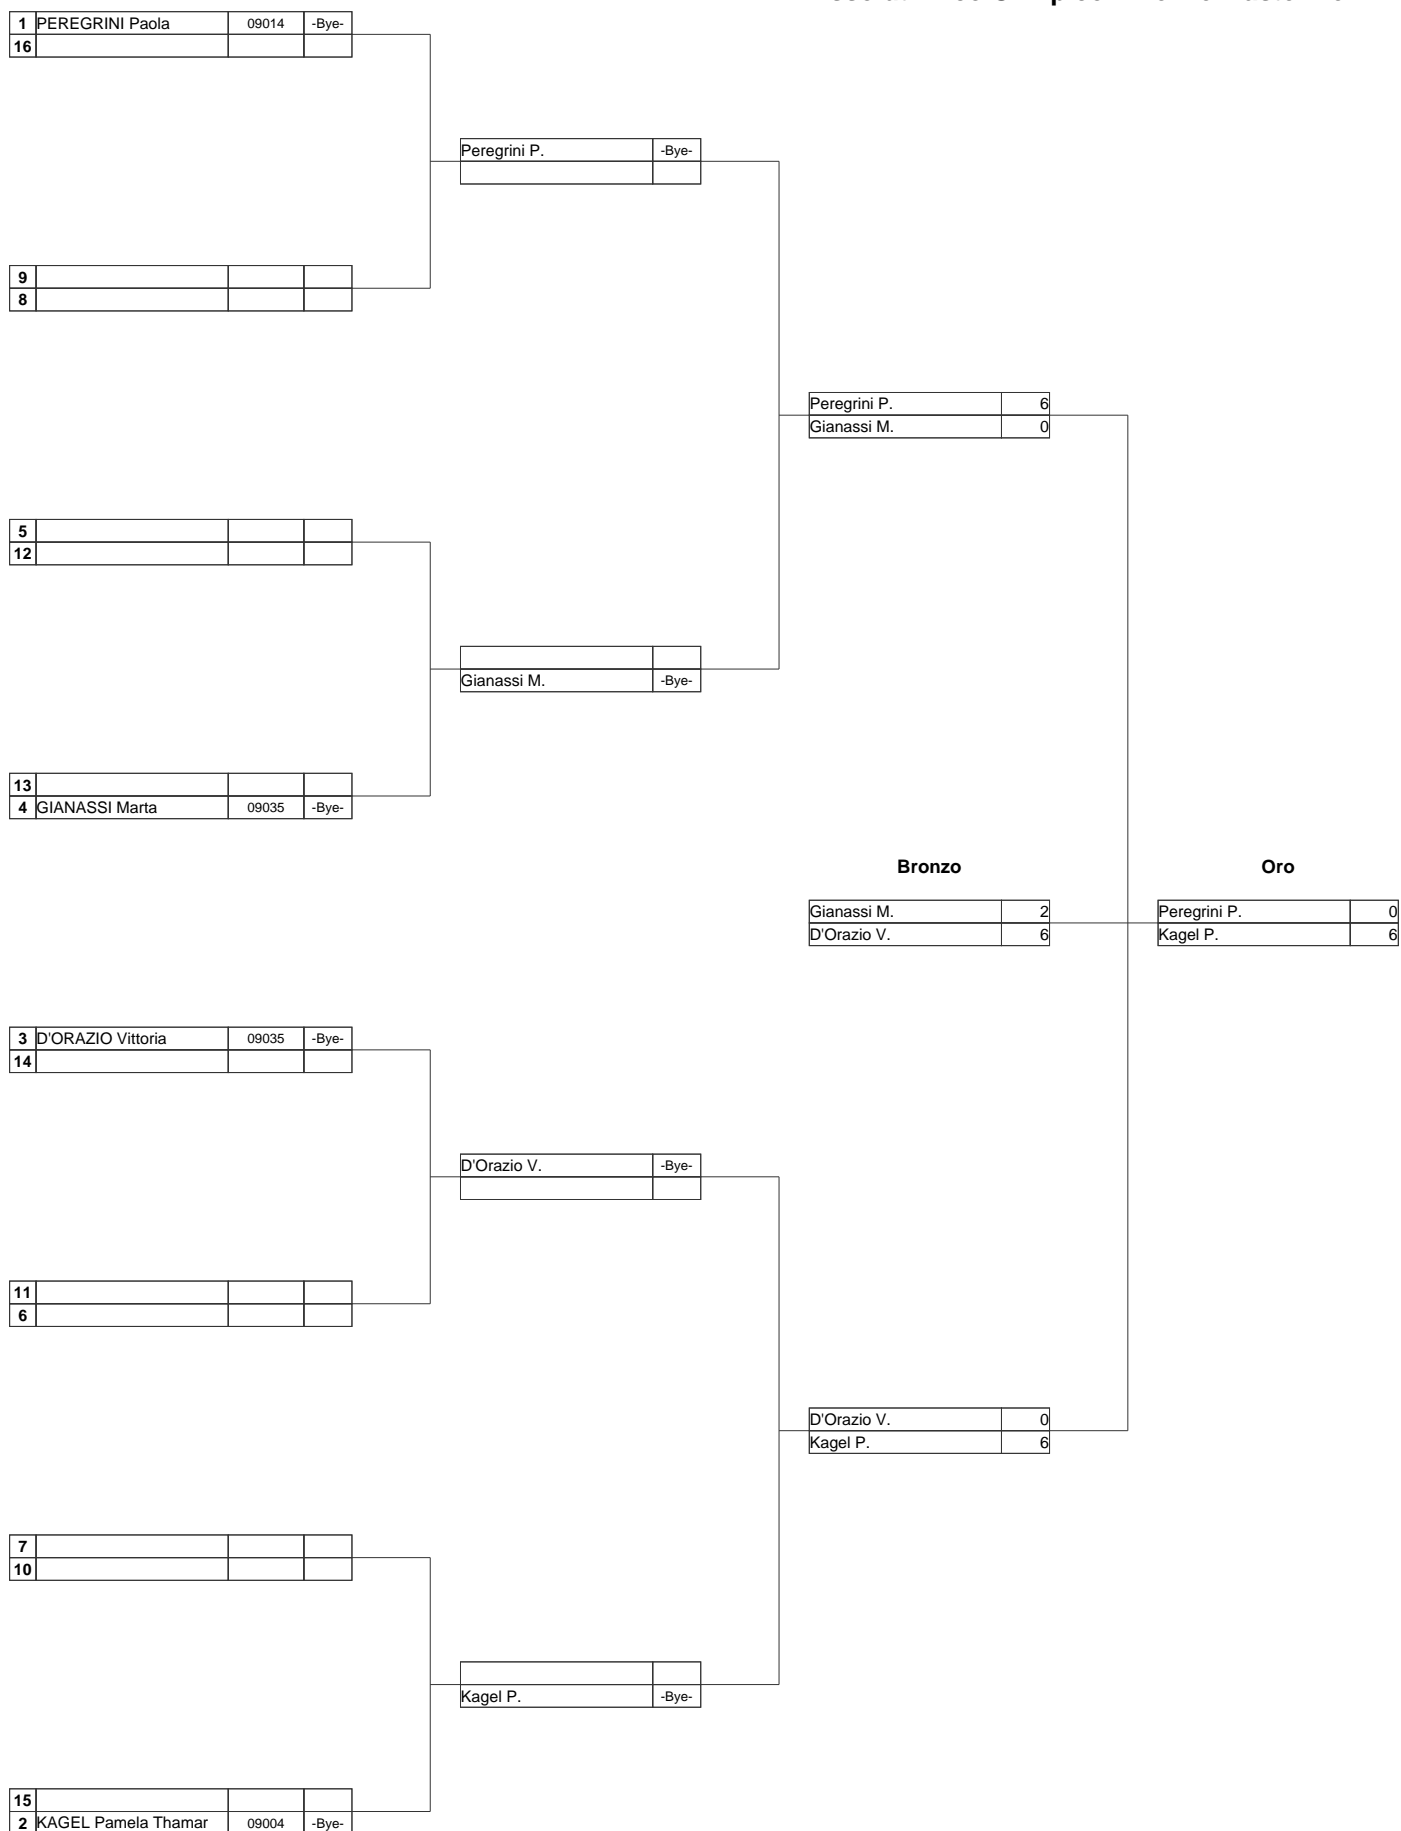 1 PEREGRINI Paola 09014 -Bye-
16
Peregrini P. -Bye-
9
8
Peregrini P. 6
Gianassi M. 0
5
12
Gianassi M. -Bye-
13
4 GIANASSI Marta 09035 -Bye-
Bronzo Oro
Gianassi M. 2 Peregrini P. 0
D'Orazio V. 6 Kagel P. 6
3 D'ORAZIO Vittoria 09035 -Bye-
14
D'Orazio V. -Bye-
11
6
D'Orazio V. 0
Kagel P. 6
7
10
Kagel P. -Bye-
15
2 KAGEL Pamela Thamar 09004 -Bye-